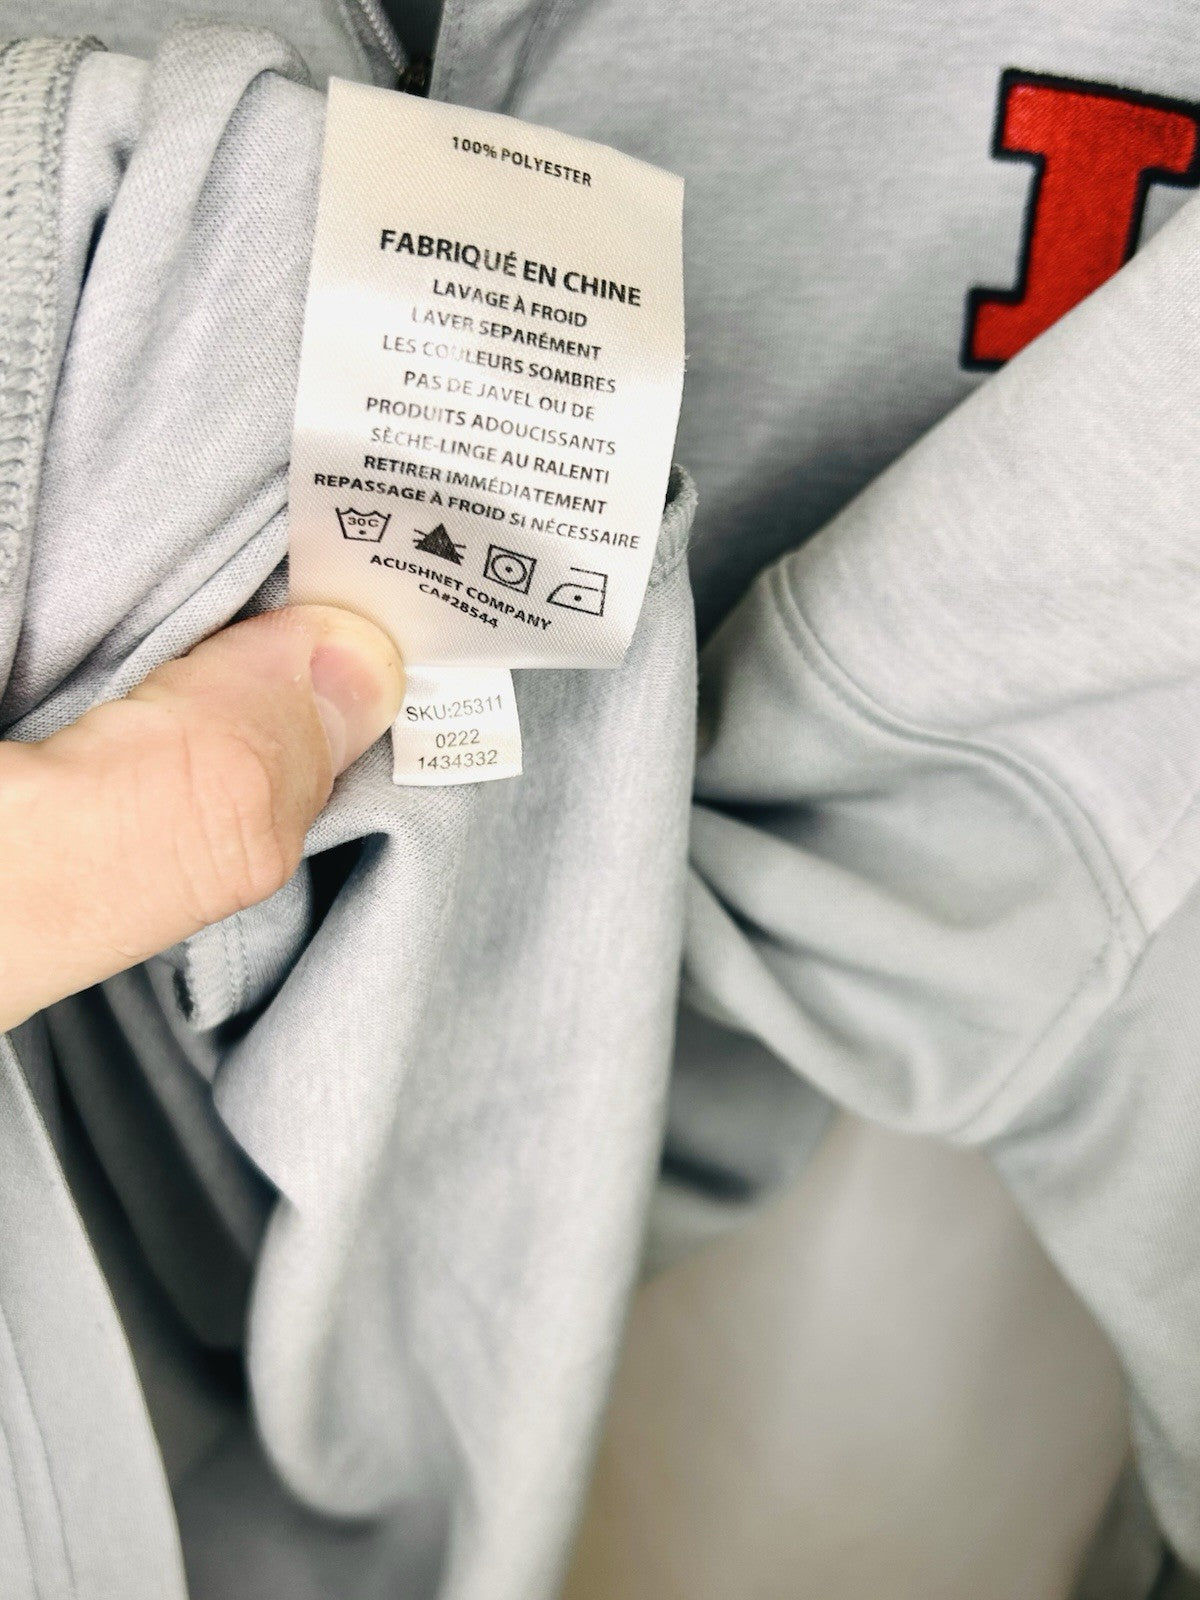 100% POLYESTER
FABRIQUÉ EN CHINE
LAVAGE À FROID
LAVER SEPARÉMENT
LES COULEURS SOMBRES
PAS DE JAVEL OU DE
PRODUITS ADOUCISSANTS
SÈCHE-LINGE AU RALENTI
RETIRER IMMÉDIATEMENT
REPASSAGE À FROID SI NÉCESSAIRE
30C
ACUSHNET COMPANY
CA#28544
SKU:25311
0222
1434332
I